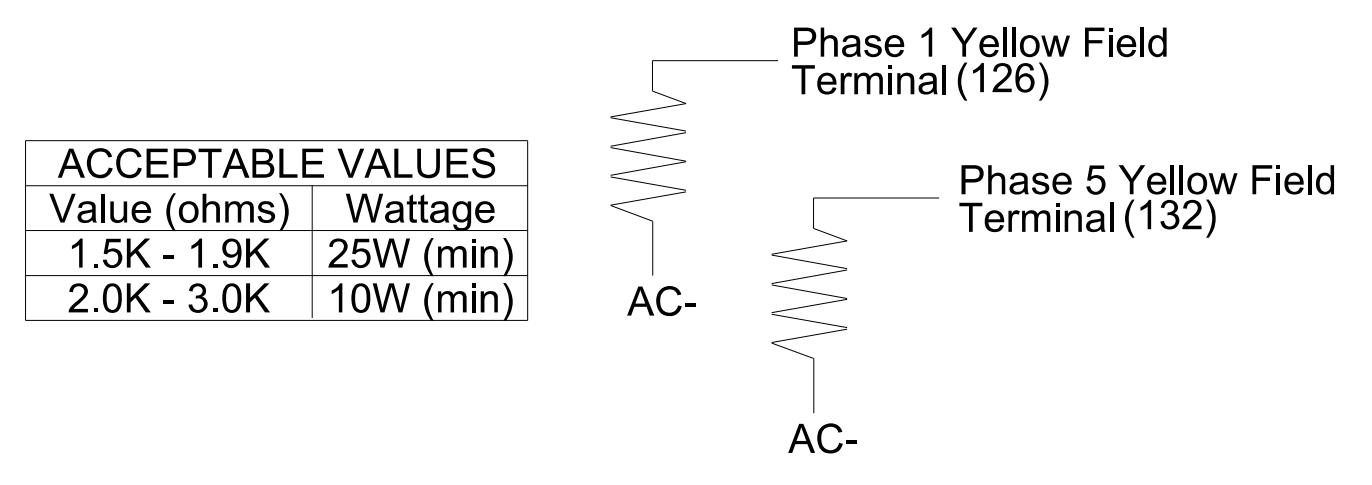 ACCEPTABLE VALUES
Value (ohms) Wattage
1.5K - 1.9K 25W (min)
2.0K - 3.0K 10W (min)
Phase 1 Yellow Field
Terminal (126)
AC-
Phase 5 Yellow Field
Terminal (132)
AC-